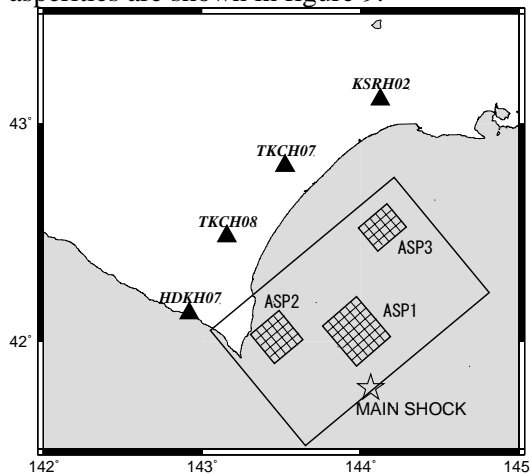 asperities are shown in figure 9.
KSRH02
43°
TKCH07
TKCH08
ASP3
HDKH07
ASP2
ASP1
42°
MAIN SHOCK
142°
143°
144°
145